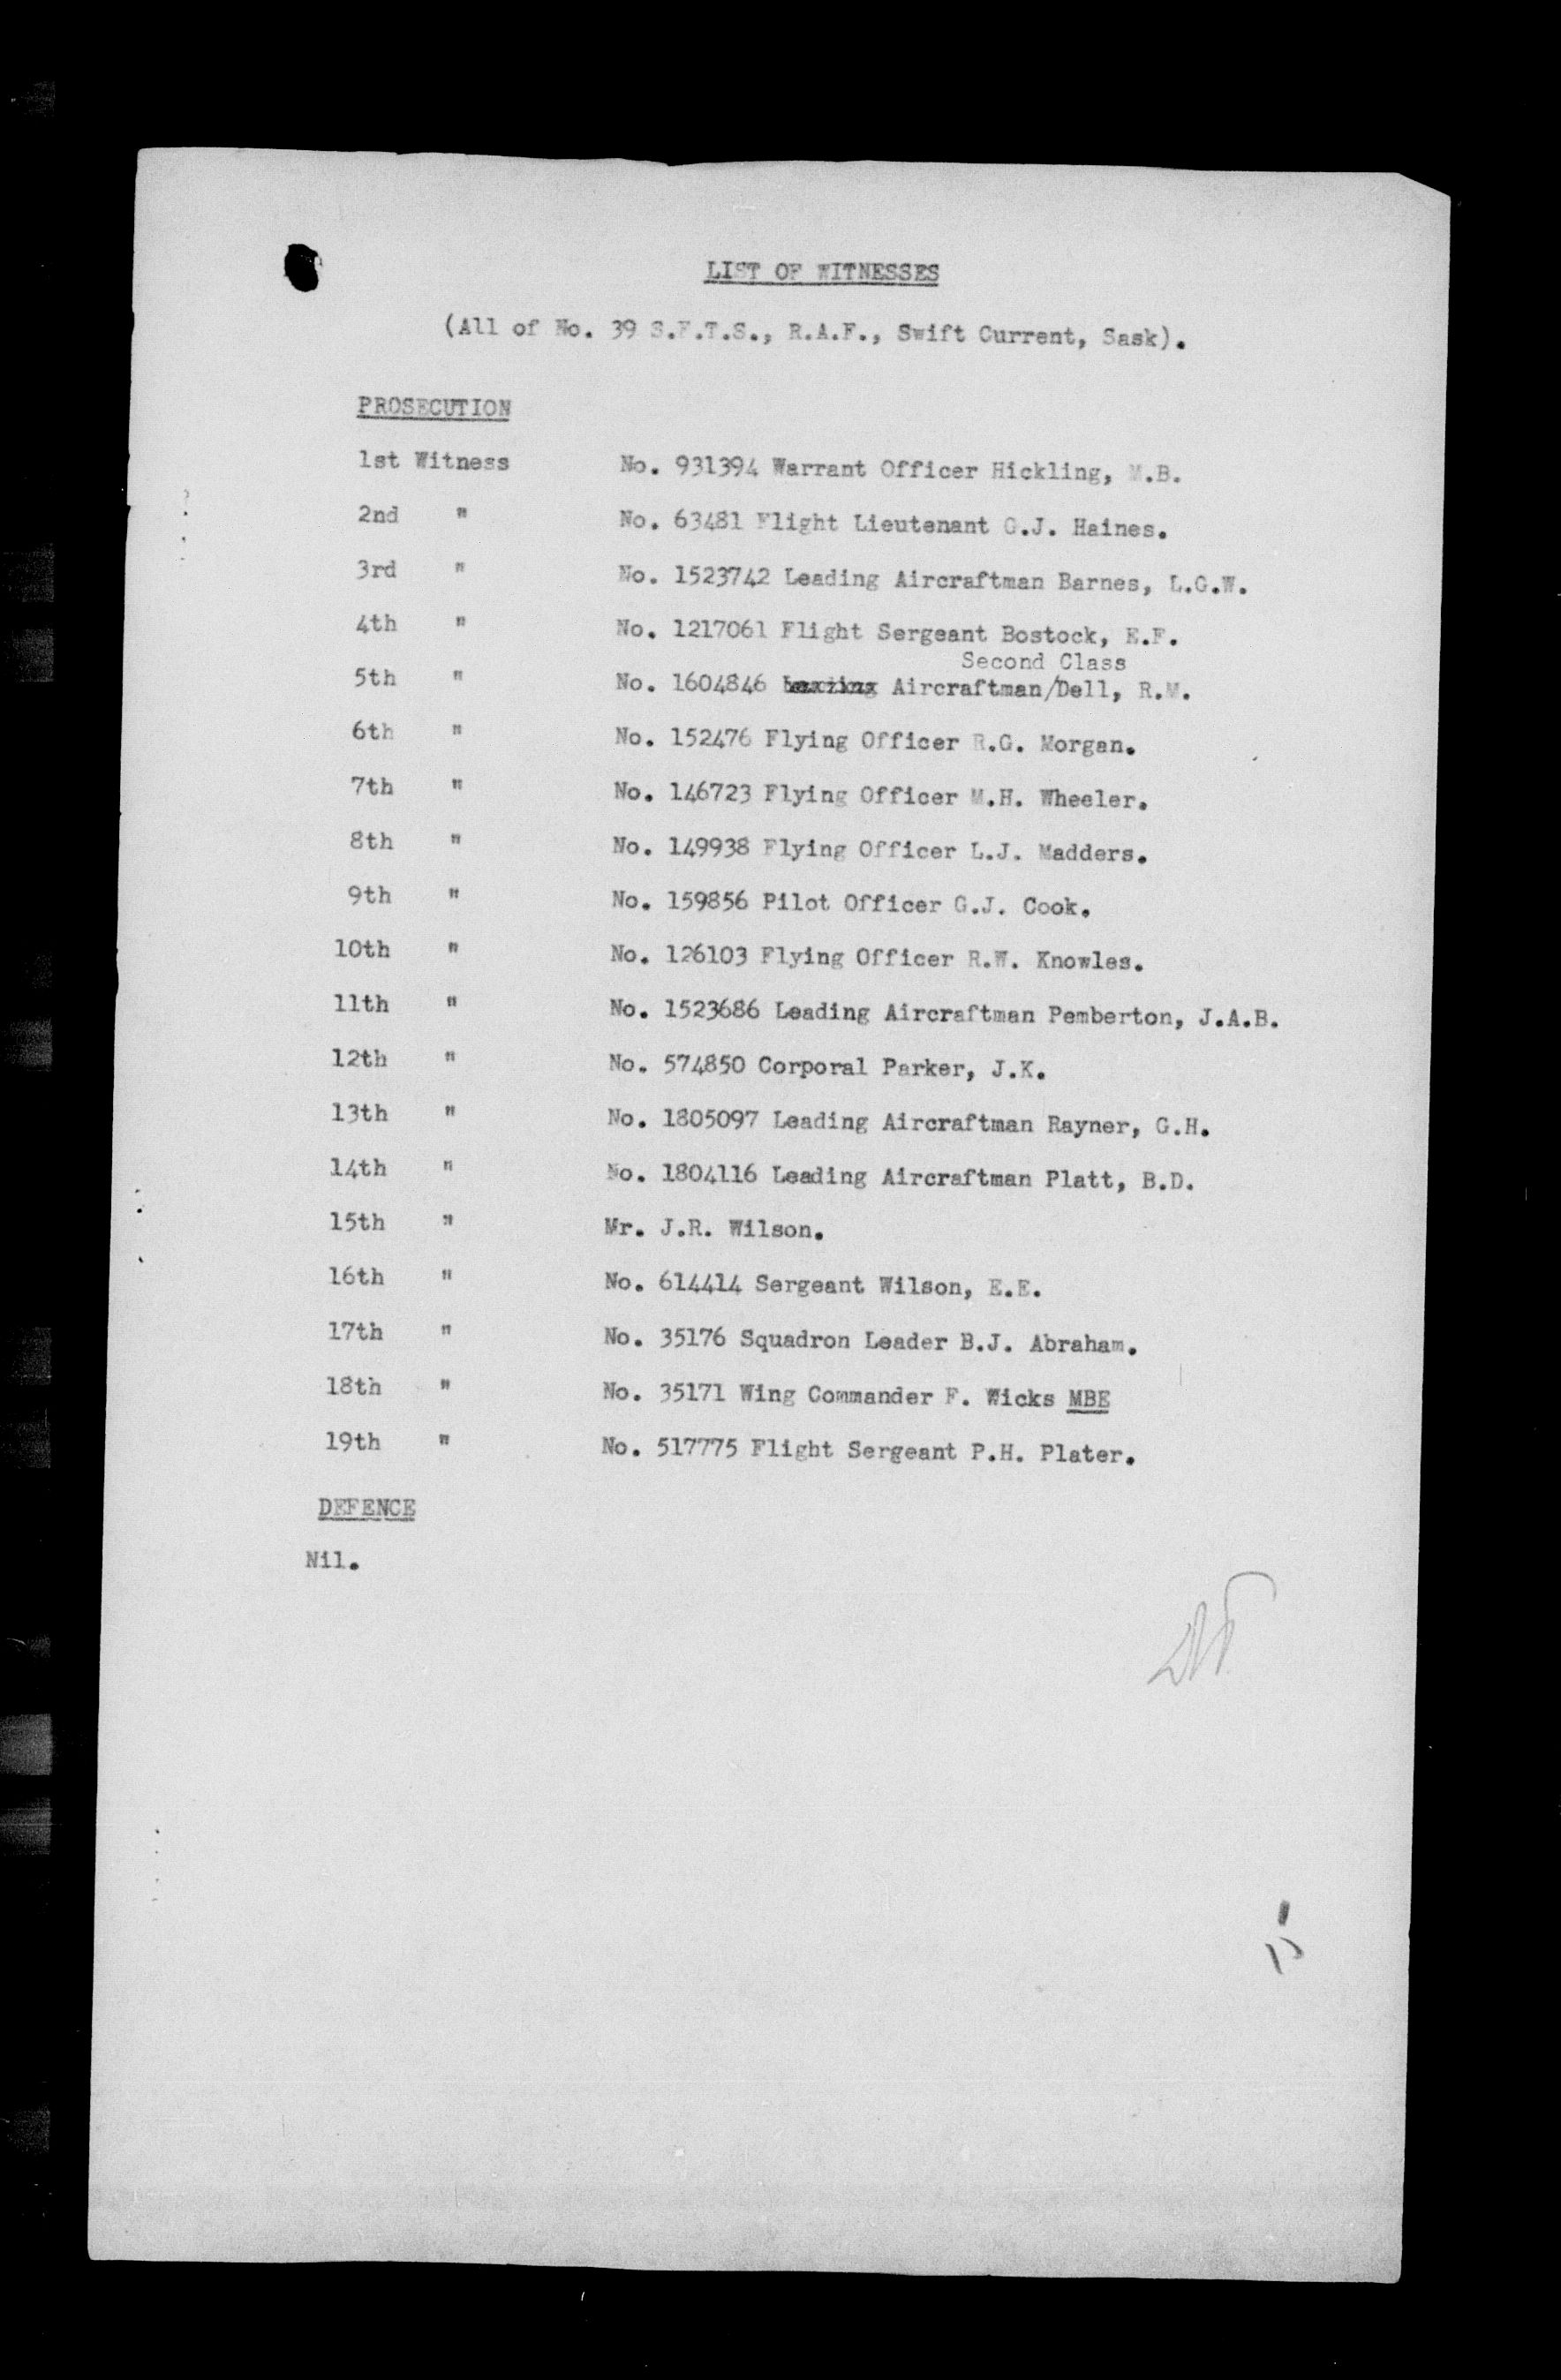 LIST OF WITNESSES
(All of No. 39 S.F.T.S., R.A.F., Swift Current, Sask).
PROSECUTION
1st Witness No. 931394 Warrant Officer Hickling, M.B.
2nd " No. 63481 Flight Lieutenant G.J. Haines.
3rd " No. 1523742 Leading Aircraftman Barnes, L.G.W.
4th " No. 1217061 Flight Sergeant Bostock, E.F.
Second Class
5th " No. 1604846 Leading Aircraftman/Dell, R.M.
6th " No. 152476 Flying Officer R.G. Morgan.
7th " No. 146723 Flying Officer M.H. Wheeler.
8th " No. 149938 Flying Officer L.J. Madders.
9th " No. 159856 Pilot Officer G.J. Cook.
10th " No. 126103 Flying Officer R.W. Knowles.
11th " No. 1523686 Leading Aircraftman Pemberton, J.A.B.
12th " No. 574850 Corporal Parker, J.K.
13th " No. 1805097 Leading Aircraftman Rayner, G.H.
14th " No. 1804116 Leading Aircraftman Platt, B.D.
15th " Mr. J.R. Wilson.
16th " No. 614414 Sergeant Wilson, E.E.
17th " No. 35176 Squadron Leader B.J. Abraham.
18th " No. 35171 Wing Commander F. Wicks MBE
19th " No. 517775 Flight Sergeant P.H. Plater.
DEFENCE
Nil.